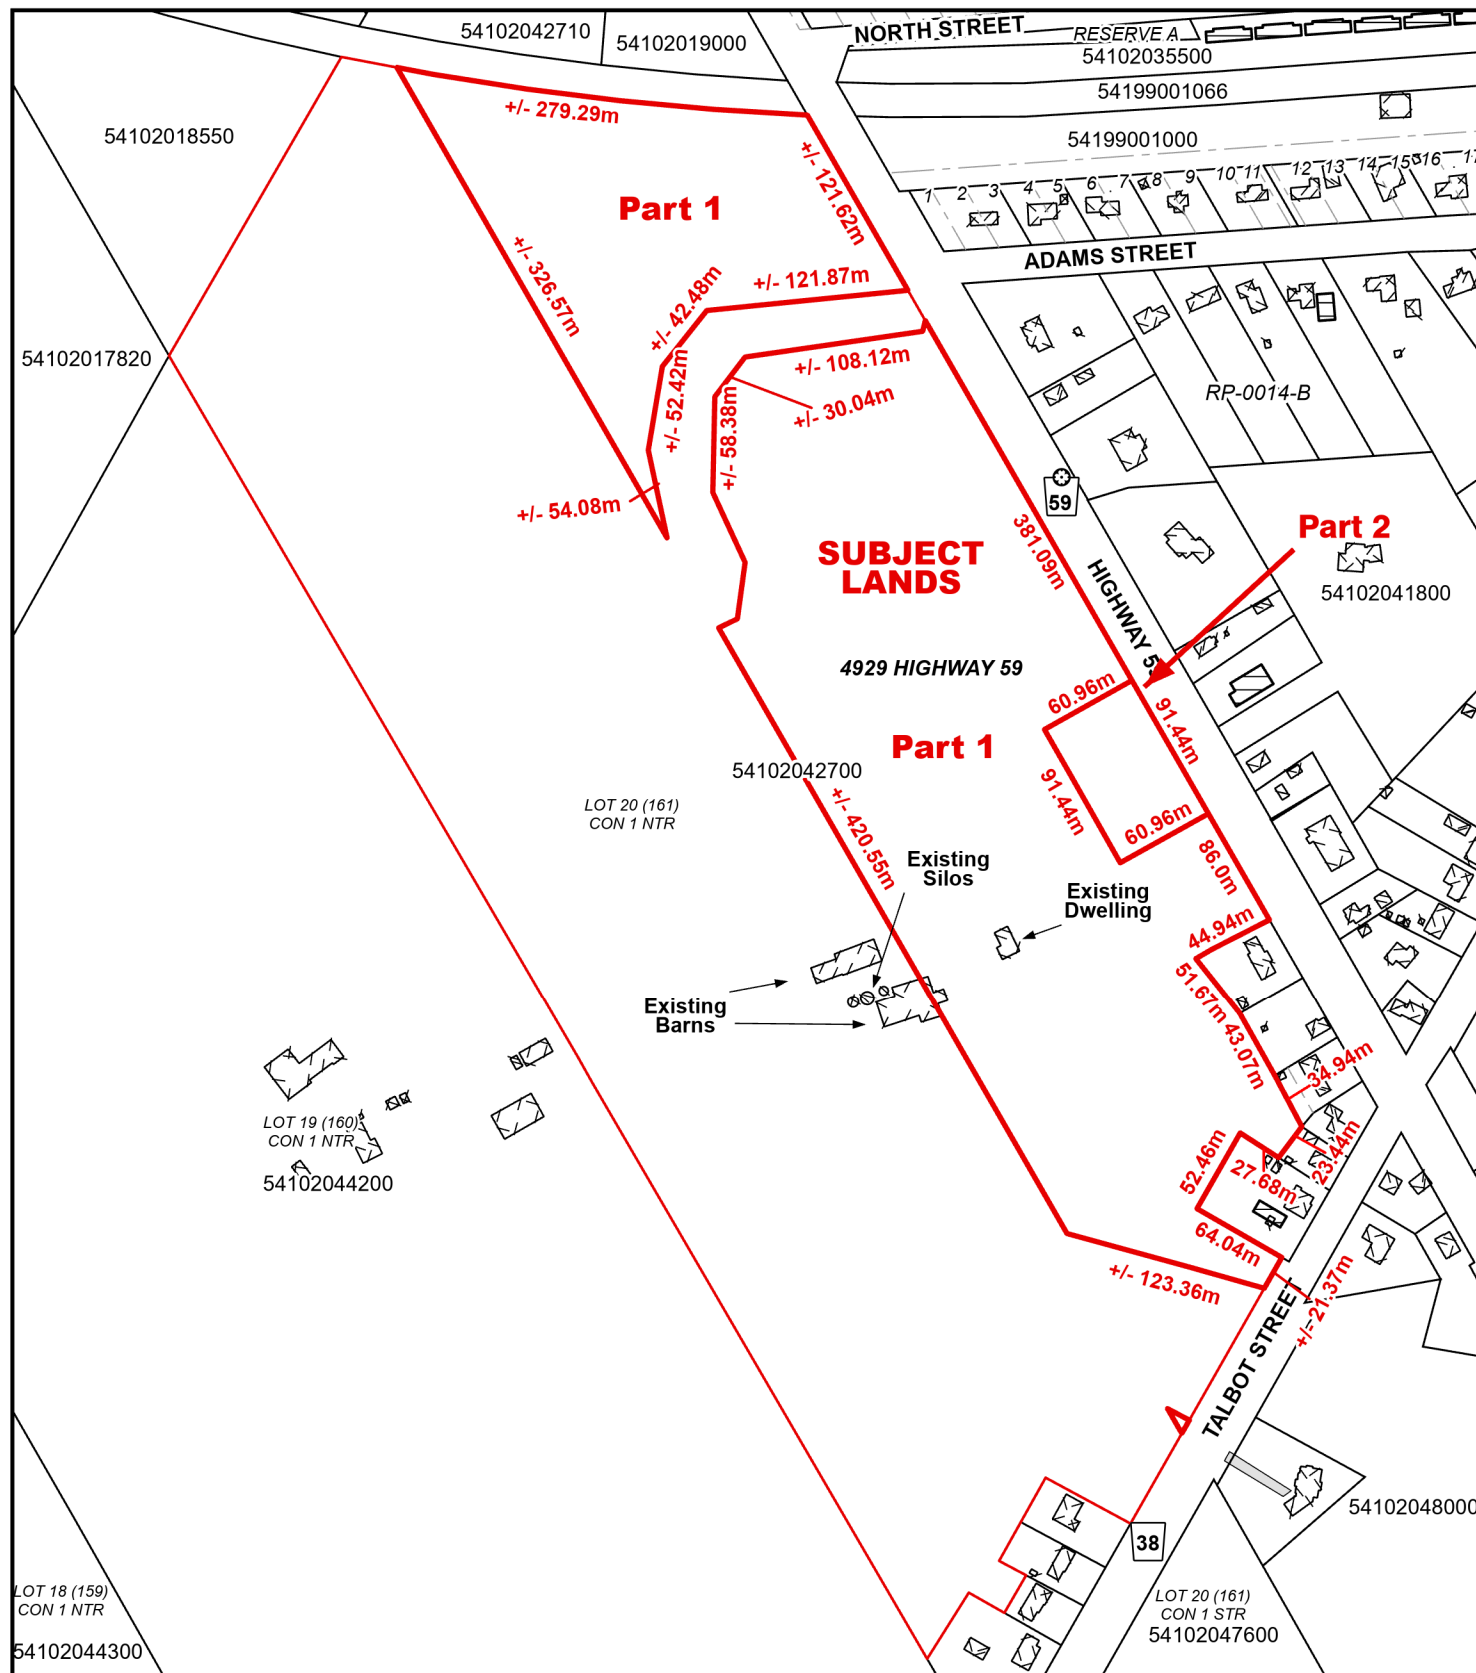 54102042710
54102019000
NORTH STREET
RESERVE A
54102035500
54199001066
54199001000
54102018550
+/- 279.29m
+/- 121.62m
Part 1
1 2 3 4 5 6 7 8 9 10 11 12 13 14 15 16 17
ADAMS STREET
+/- 326.57m
+/- 42.48m
+/- 121.87m
54102017820
+/- 52.42m
+/- 108.12m
+/- 30.04m
+/- 58.38m
RP-0014-B
59
+/- 54.08m
381.09m
Part 2
SUBJECT
LANDS
HIGHWAY 59
54102041800
4929 HIGHWAY 59
60.96m
91.44m
Part 1
54102042700
91.44m
LOT 20 (161)
CON 1 NTR
+/- 420.55m
60.96m
86.0m
Existing
Silos
Existing
Dwelling
44.94m
51.67m
Existing
Barns
43.07m
34.94m
LOT 19 (160)
CON 1 NTR
54102044200
52.46m
27.68m
23.44m
64.04m
+/- 123.36m
+/- 21.37m
TALBOT STREET
54102048000
38
LOT 18 (159)
CON 1 NTR
54102044300
LOT 20 (161)
CON 1 STR
54102047600